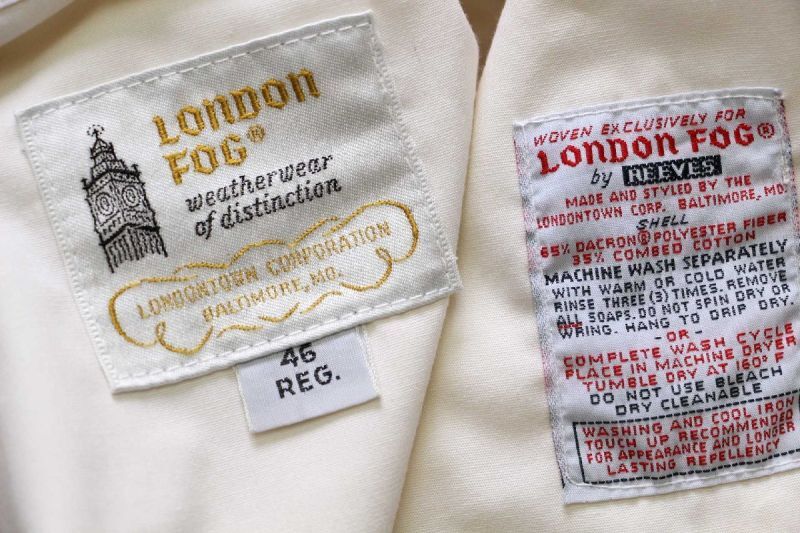 LONDON
FOG®
weatherwear
of distinction
LONDONTOWN CORPORATION
BALTIMORE, MD.
46
REG.
WOVEN EXCLUSIVELY FOR
LONDON FOG®
by REEVES
MADE AND STYLED BY THE
LONDONTOWN CORP. BALTIMORE, MD.
SHELL
65% DACRON® POLYESTER FIBER
35% COMBED COTTON
MACHINE WASH SEPARATELY
WITH WARM OR COLD WATER
RINSE THREE (3) TIMES. REMOVE
ALL SOAPS. DO NOT SPIN DRY OR
WRING. HANG TO DRIP DRY.
-OR-
COMPLETE WASH CYCLE
PLACE IN MACHINE DRYER
TUMBLE DRY AT 160° F
DO NOT USE BLEACH
DRY CLEANABLE
WASHING AND COOL IRON
TOUCH UP RECOMMENDED
FOR APPEARANCE AND LONGER
LASTING REPELLENCY